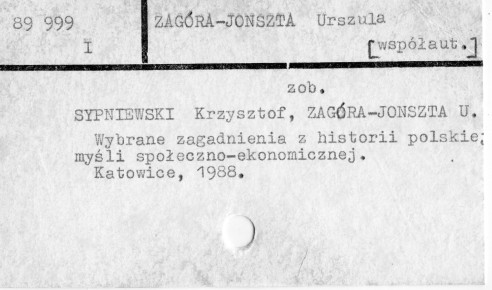 89 999
I
ZAGÓRA-JONSZTA Urszula
[współaut.]
zob.
SYPNIEWSKI Krzysztof, ZAGÓRA-JONSZTA U.
Wybrane zagadnienia z historii polskiej
myśli społeczno-ekonomicznej.
Katowice, 1988.